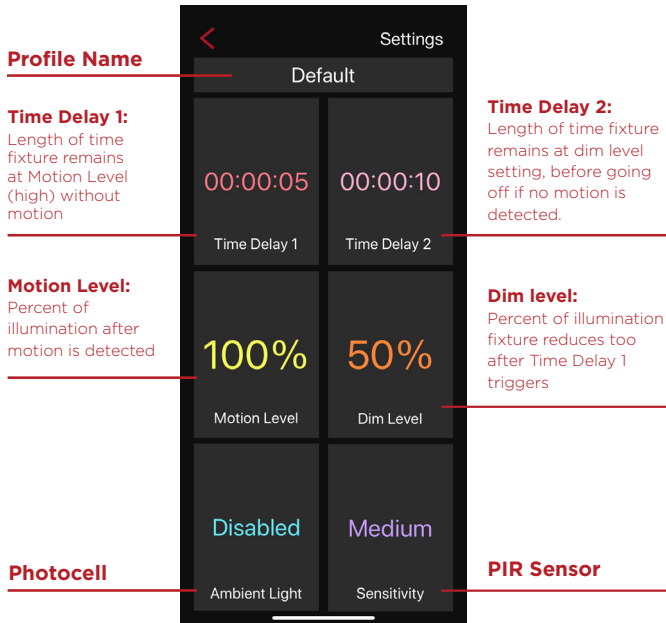 Settings
Profile Name
Default
Time Delay 1:
Length of time
fixture remains
at Motion Level
(high) without
motion
00:00:05
Time Delay 1
00:00:10
Time Delay 2
Time Delay 2:
Length of time fixture
remains at dim level
setting, before going
off if no motion is
detected.
Motion Level:
Percent of
illumination after
motion is detected
100%
Motion Level
50%
Dim Level
Dim level:
Percent of illumination
fixture reduces too
after Time Delay 1
triggers
Photocell
Disabled
Ambient Light
Medium
Sensitivity
PIR Sensor